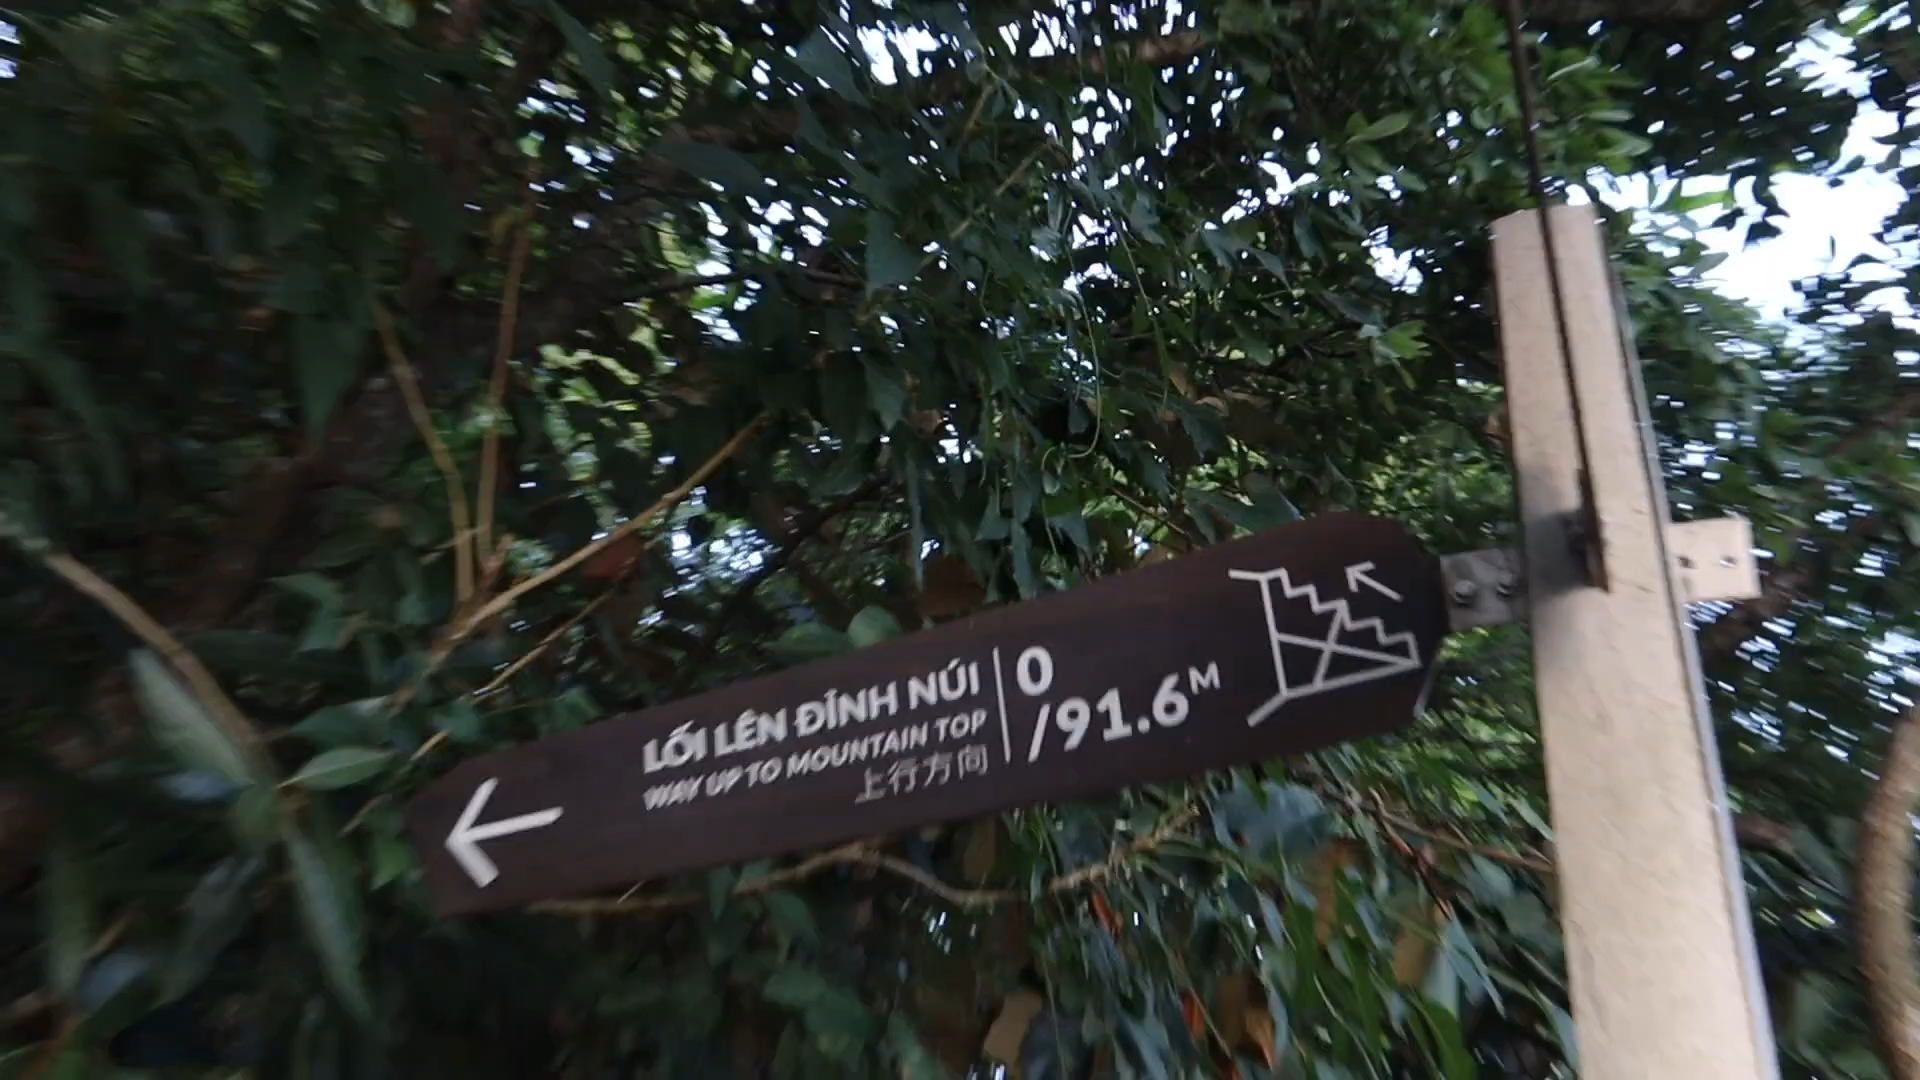 LỐI LÊN ĐỈNH NÚI
WAY UP TO MOUNTAIN TOP
上行方向
0
/91.6M